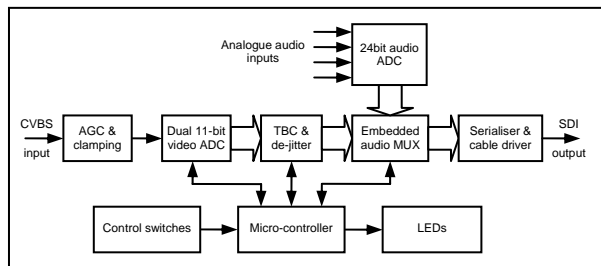 Analogue audio
inputs
24bit audio
ADC
CVBS
input
AGC &
clamping
Dual 11-bit
video ADC
TBC &
de-jitter
Embedded
audio MUX
Serialiser &
cable driver
SDI
output
Control switches
Micro-controller
LEDs